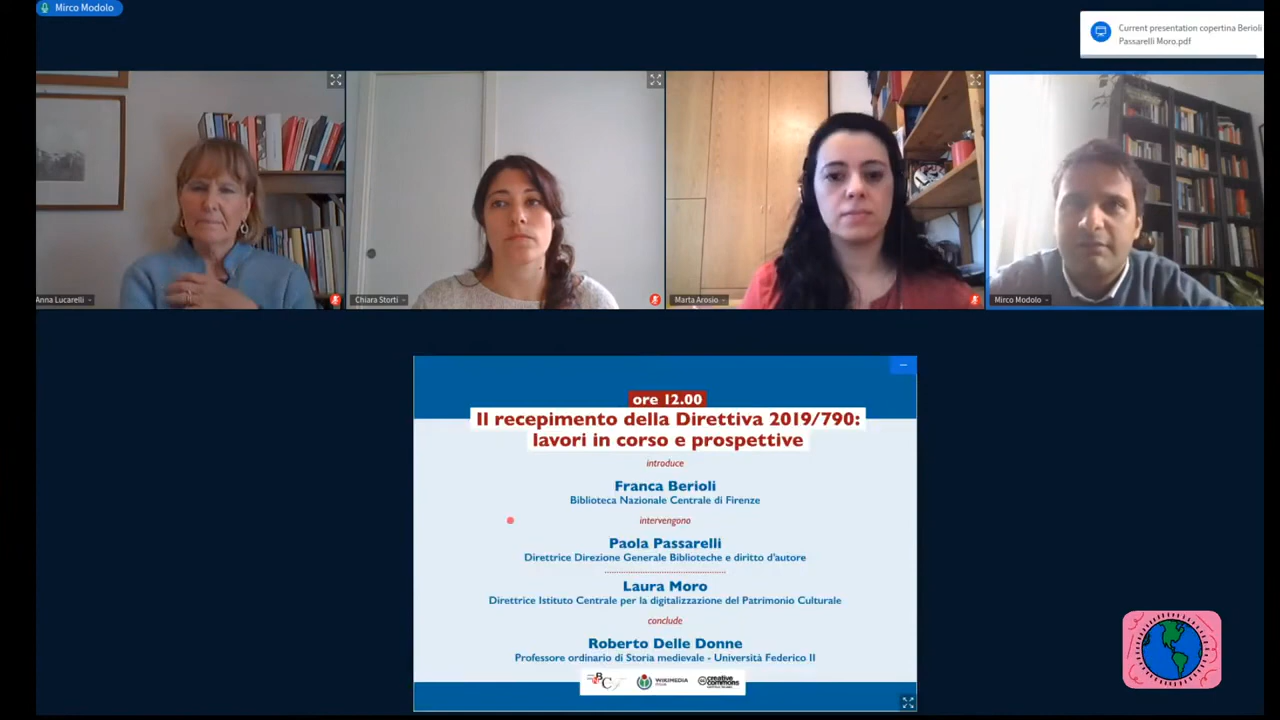 Mirco Modolo
Current presentation copertina Berioli
Passarelli Moro.pdf
Anna Lucarelli
Chiara Storti
Marta Arosio
Mirco Modolo
ore 12.00
Il recepimento della Direttiva 2019/790:
lavori in corso e prospettive
introduce
Franca Berioli
Biblioteca Nazionale Centrale di Firenze
intervengono
Paola Passarelli
Direttrice Direzione Generale Biblioteche e diritto d'autore
Laura Moro
Direttrice Istituto Centrale per la digitalizzazione del Patrimonio Culturale
conclude
Roberto Delle Donne
Professore ordinario di Storia medievale - Università Federico II
WIKIMEDIA
creative
commons